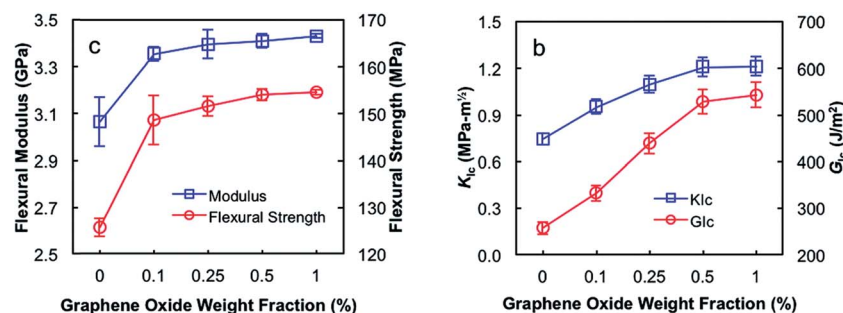 c
3.5
3.3
3.1
2.9
2.7
2.5
Flexural Modulus (GPa)
170
160
150
140
130
120
Flexural Strength (MPa)
Modulus
Flexural Strength
0 0.1 0.25 0.5 1
Graphene Oxide Weight Fraction (%)
b
1.5
1.2
0.9
0.6
0.3
0.0
KIc (MPa-m½)
700
600
500
400
300
200
GIc (J/m²)
KIc
GIc
0 0.1 0.25 0.5 1
Graphene Oxide Weight Fraction (%)